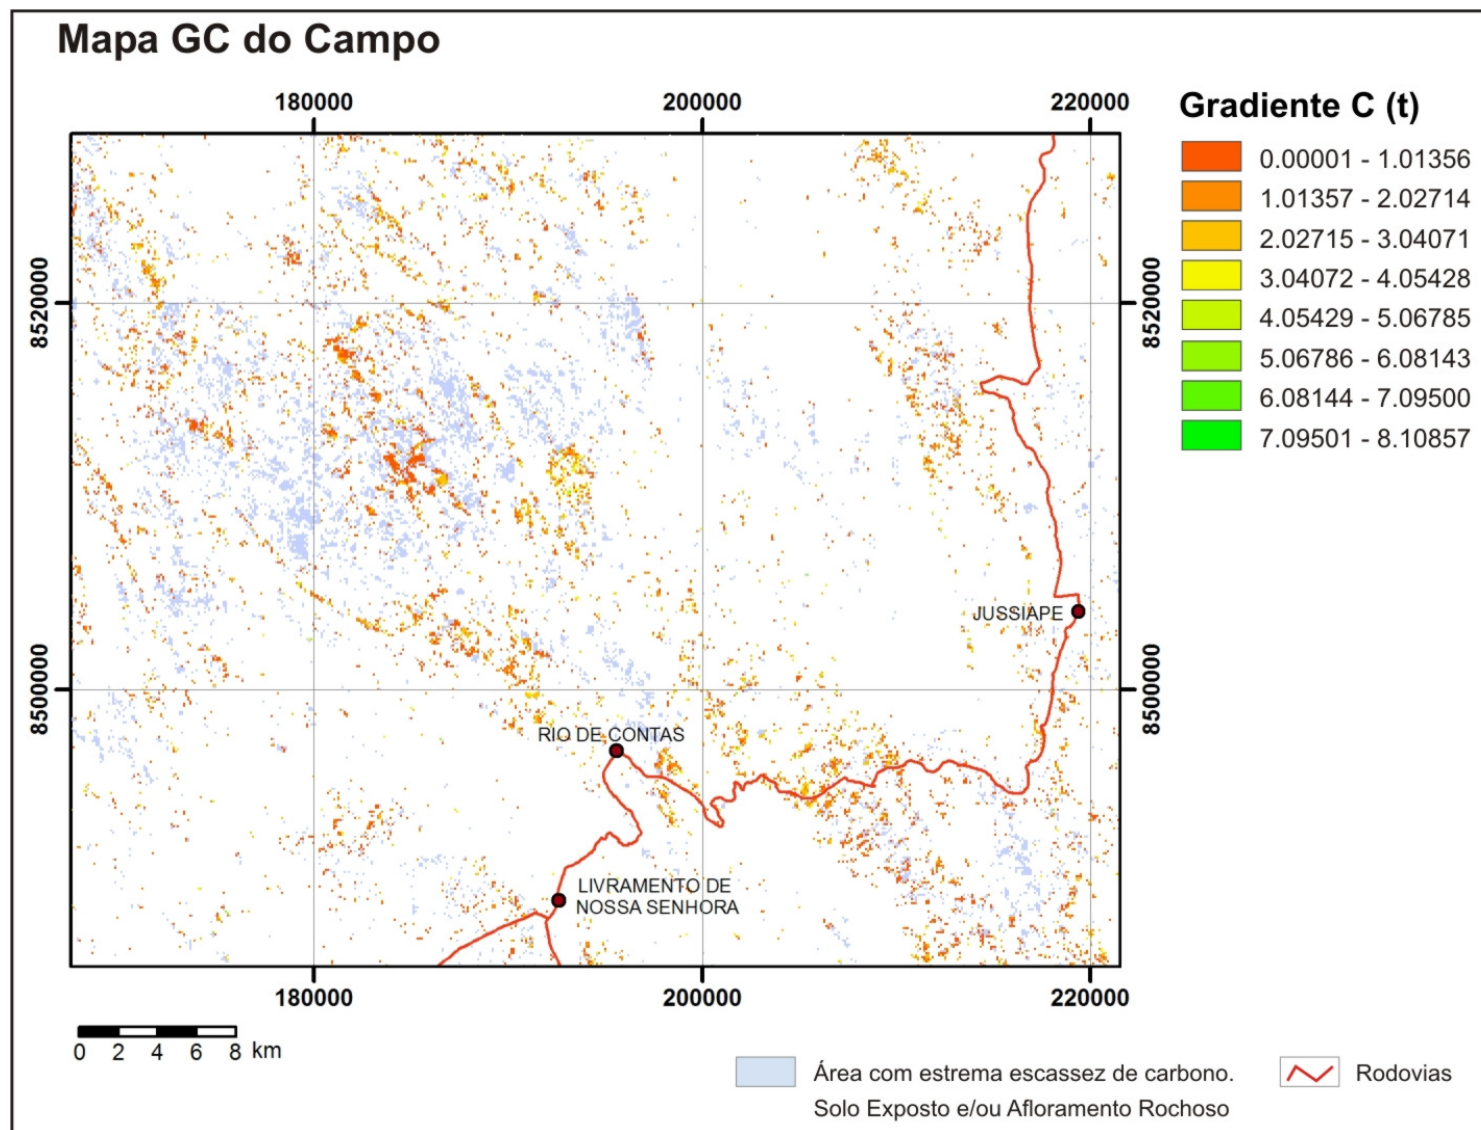 Mapa GC do Campo
180000
200000
220000
Gradiente C (t)
0.00001 - 1.01356
1.01357 - 2.02714
2.02715 - 3.04071
3.04072 - 4.05428
4.05429 - 5.06785
5.06786 - 6.08143
6.08144 - 7.09500
7.09501 - 8.10857
8520000
8520000
JUSSIAPE
8500000
8500000
RIO DE CONTAS
LIVRAMENTO DE
NOSSA SENHORA
180000
200000
220000
0 2 4 6 8 km
Área com estrema escassez de carbono.
Solo Exposto e/ou Afloramento Rochoso
Rodovias